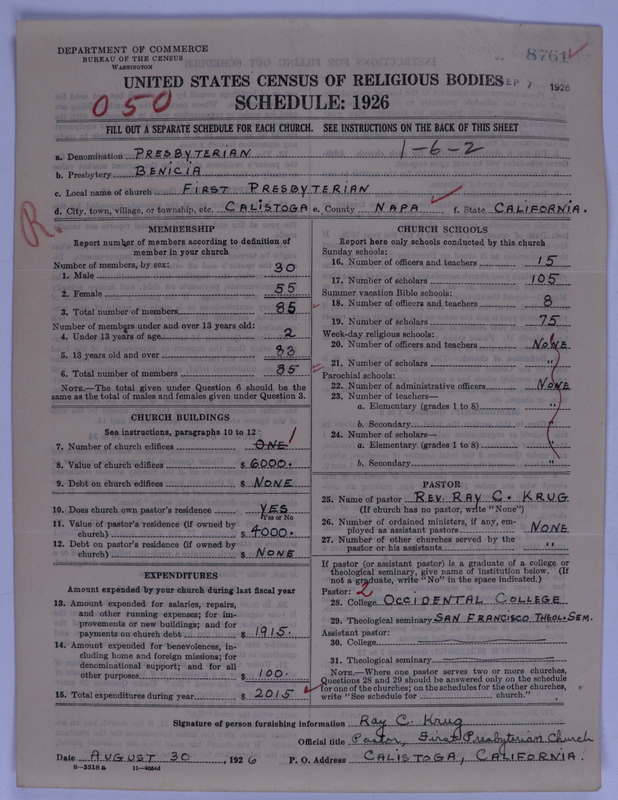 DEPARTMENT OF COMMERCE
BUREAU OF THE CENSUS
WASHINGTON
8761 ✓
UNITED STATES CENSUS OF RELIGIOUS BODIES
SEP 7 1926
050
SCHEDULE: 1926
FILL OUT A SEPARATE SCHEDULE FOR EACH CHURCH. SEE INSTRUCTIONS ON THE BACK OF THIS SHEET
1-6-2
a. Denomination PRESBYTERIAN
b. Presbytery BENICIA
c. Local name of church FIRST PRESBYTERIAN
d. City, town, village, or township, etc. CALISTOGA e. County NAPA ✓ f. State CALIFORNIA.
R.
MEMBERSHIP
Report number of members according to definition of
member in your church
Number of members, by sex:
1. Male 30
2. Female 55
3. Total number of members 85
Number of members under and over 13 years old:
4. Under 13 years of age 2
5. 13 years old and over 83
6. Total number of members 85
NOTE.—The total given under Question 6 should be the
same as the total of males and females given under Question 3.
CHURCH BUILDINGS
See instructions, paragraphs 10 to 12
7. Number of church edifices ONE 1
8. Value of church edifices $ 6000.
9. Debt on church edifices $ NONE
10. Does church own pastor's residence YES
Yes or No
11. Value of pastor's residence (if owned by
church) $ 4000.
12. Debt on pastor's residence (if owned by
church) $ NONE
EXPENDITURES
Amount expended by your church during last fiscal year
13. Amount expended for salaries, repairs,
and other running expenses; for im-
provements or new buildings; and for
payments on church debt $ 1915.
14. Amount expended for benevolences, in-
cluding home and foreign missions; for
denominational support; and for all
other purposes $ 100.
15. Total expenditures during year $ 2015 ✓
CHURCH SCHOOLS
Report here only schools conducted by this church
Sunday schools:
16. Number of officers and teachers 15
17. Number of scholars 105
Summer vacation Bible schools:
18. Number of officers and teachers 8
19. Number of scholars 75
Week-day religious schools:
20. Number of officers and teachers NONE
21. Number of scholars "
Parochial schools:
22. Number of administrative officers NONE
23. Number of teachers—
a. Elementary (grades 1 to 8) "
b. Secondary "
24. Number of scholars—
a. Elementary (grades 1 to 8) "
b. Secondary "
PASTOR
25. Name of pastor REV. RAY C. KRUG
(If church has no pastor, write "None")
26. Number of ordained ministers, if any, em-
ployed as assistant pastors NONE
27. Number of other churches served by the
pastor or his assistants "
If pastor (or assistant pastor) is a graduate of a college or
theological seminary, give name of institution below. (If
not a graduate, write "No" in the space indicated.)
Pastor: 2
28. College OCCIDENTAL COLLEGE
29. Theological seminary SAN FRANCISCO THEOL. SEM.
Assistant pastor:
30. College
31. Theological seminary
NOTE.—Where one pastor serves two or more churches,
Questions 28 and 29 should be answered only on the schedule
for one of the churches; on the schedules for the other churches,
write "See schedule for church."
Signature of person furnishing information Ray C. Krug
Official title Pastor, First Presbyterian Church
Date AUGUST 30, 1926 P. O. Address CALISTOGA, CALIFORNIA.
8—5518a 11—9054d